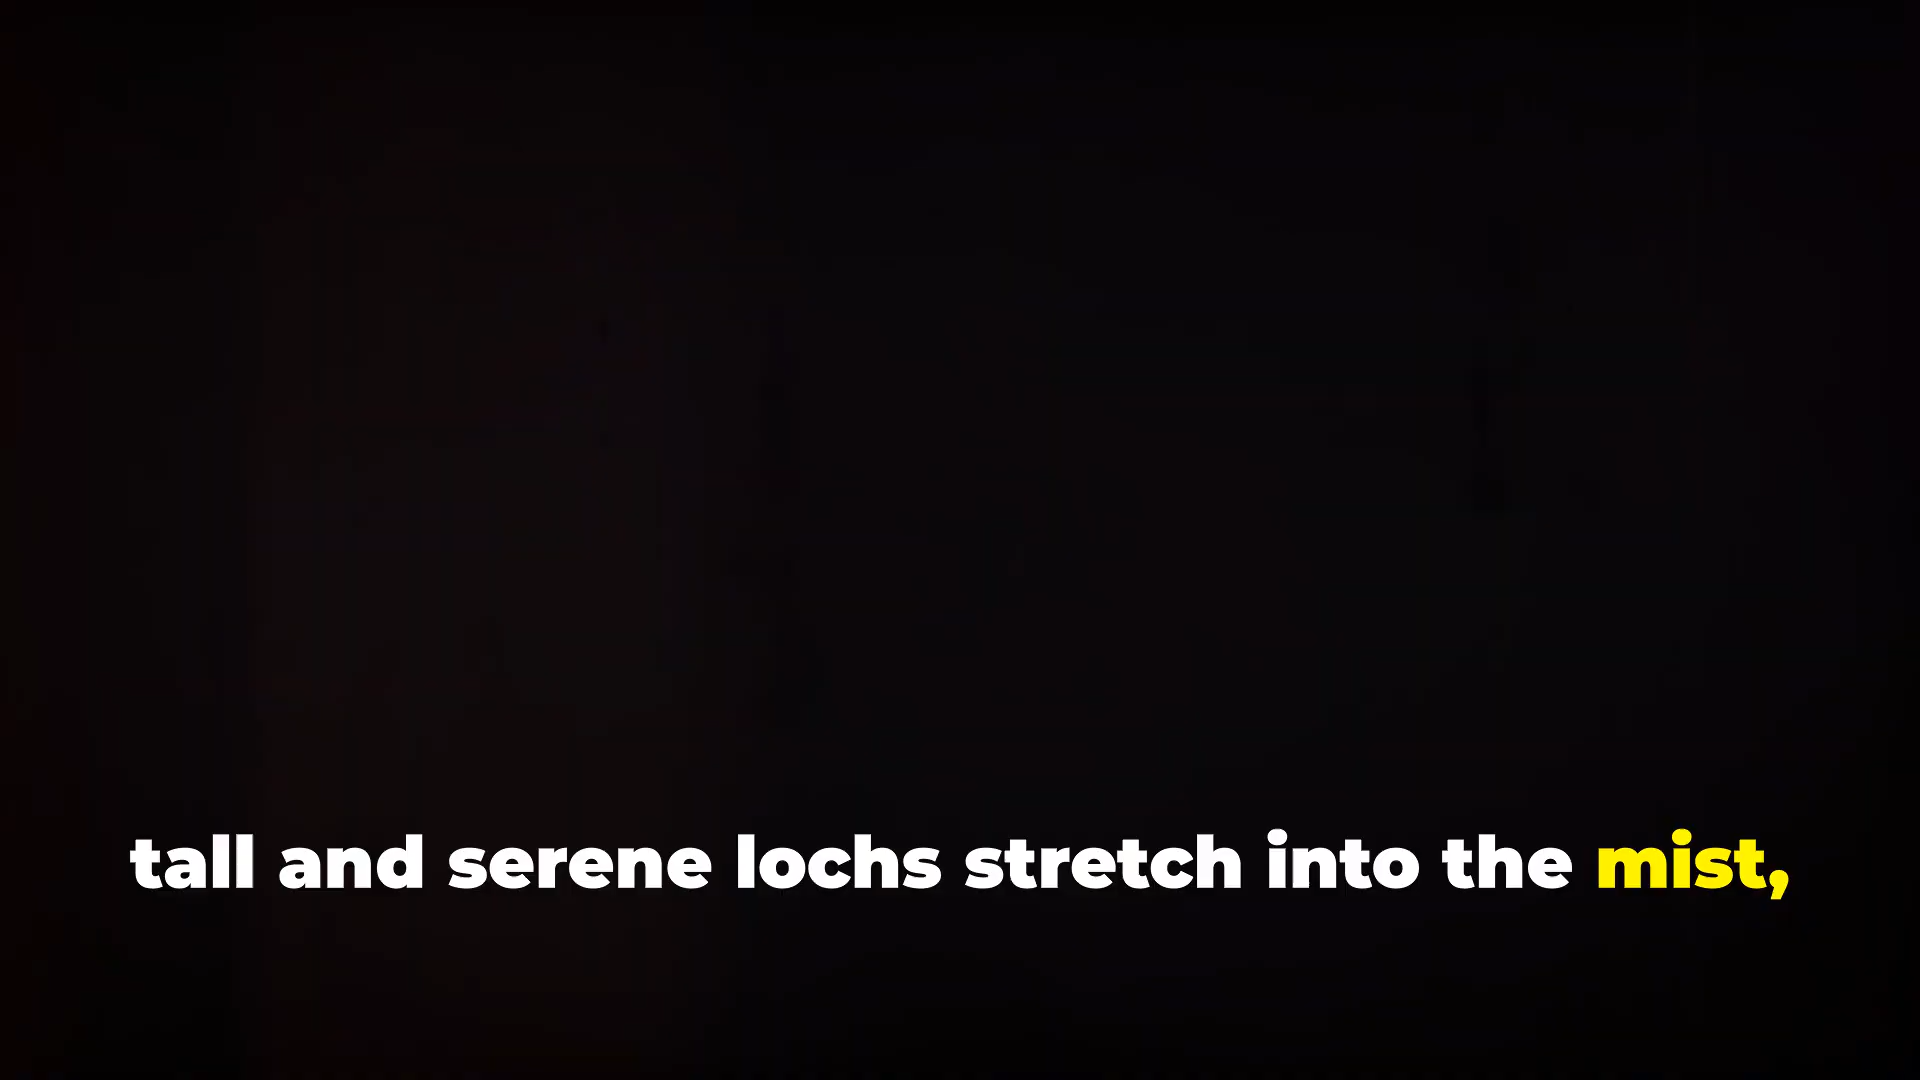 tall and serene lochs stretch into the mist,